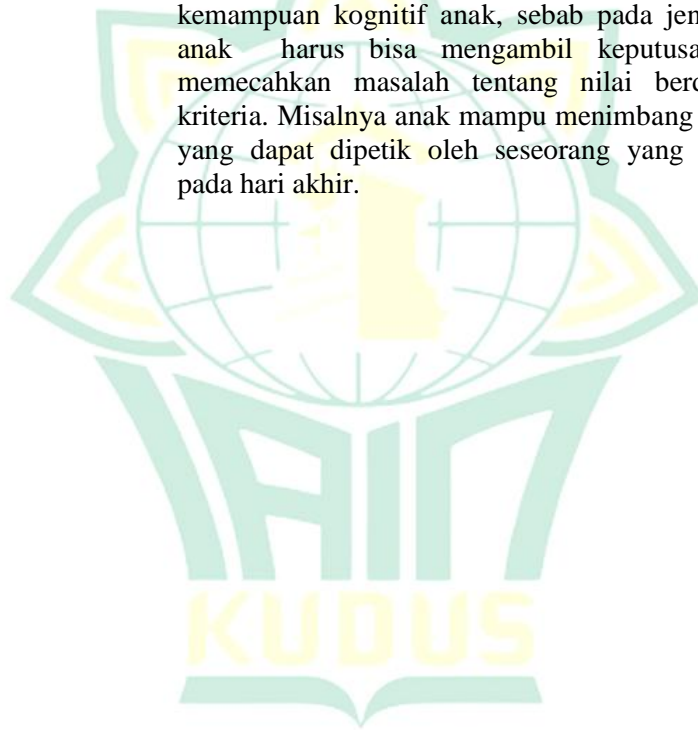 kemampuan kognitif anak, sebab pada jen
anak harus bisa mengambil keputusa
memecahkan masalah tentang nilai berd
kriteria. Misalnya anak mampu menimbang
yang dapat dipetik oleh seseorang yang
pada hari akhir.
IAIN
KUDUS